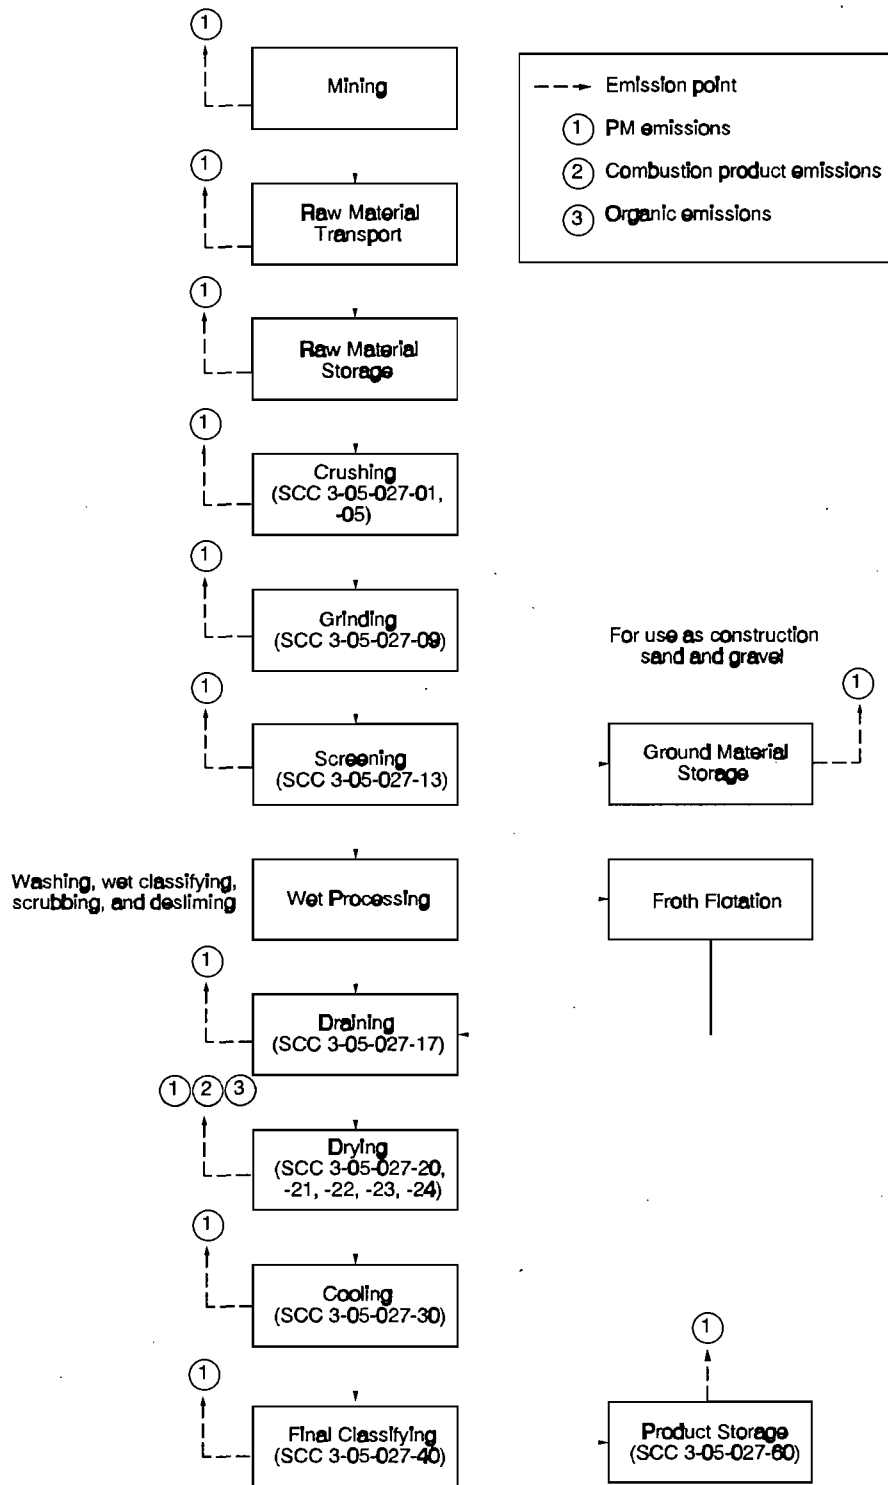 1
Mining
Emission point
1 PM emissions
2 Combustion product emissions
3 Organic emissions
1
Raw Material
Transport
1
Raw Material
Storage
1
Crushing
(SCC 3-05-027-01,
-05)
1
Grinding
(SCC 3-05-027-09)
For use as construction
sand and gravel
1
1
Screening
(SCC 3-05-027-13)
Ground Material
Storage
Washing, wet classifying,
scrubbing, and desliming
Wet Processing
Froth Flotation
1
Draining
(SCC 3-05-027-17)
1 2 3
Drying
(SCC 3-05-027-20,
-21, -22, -23, -24)
1
Cooling
(SCC 3-05-027-30)
1
1
Final Classifying
(SCC 3-05-027-40)
Product Storage
(SCC 3-05-027-60)